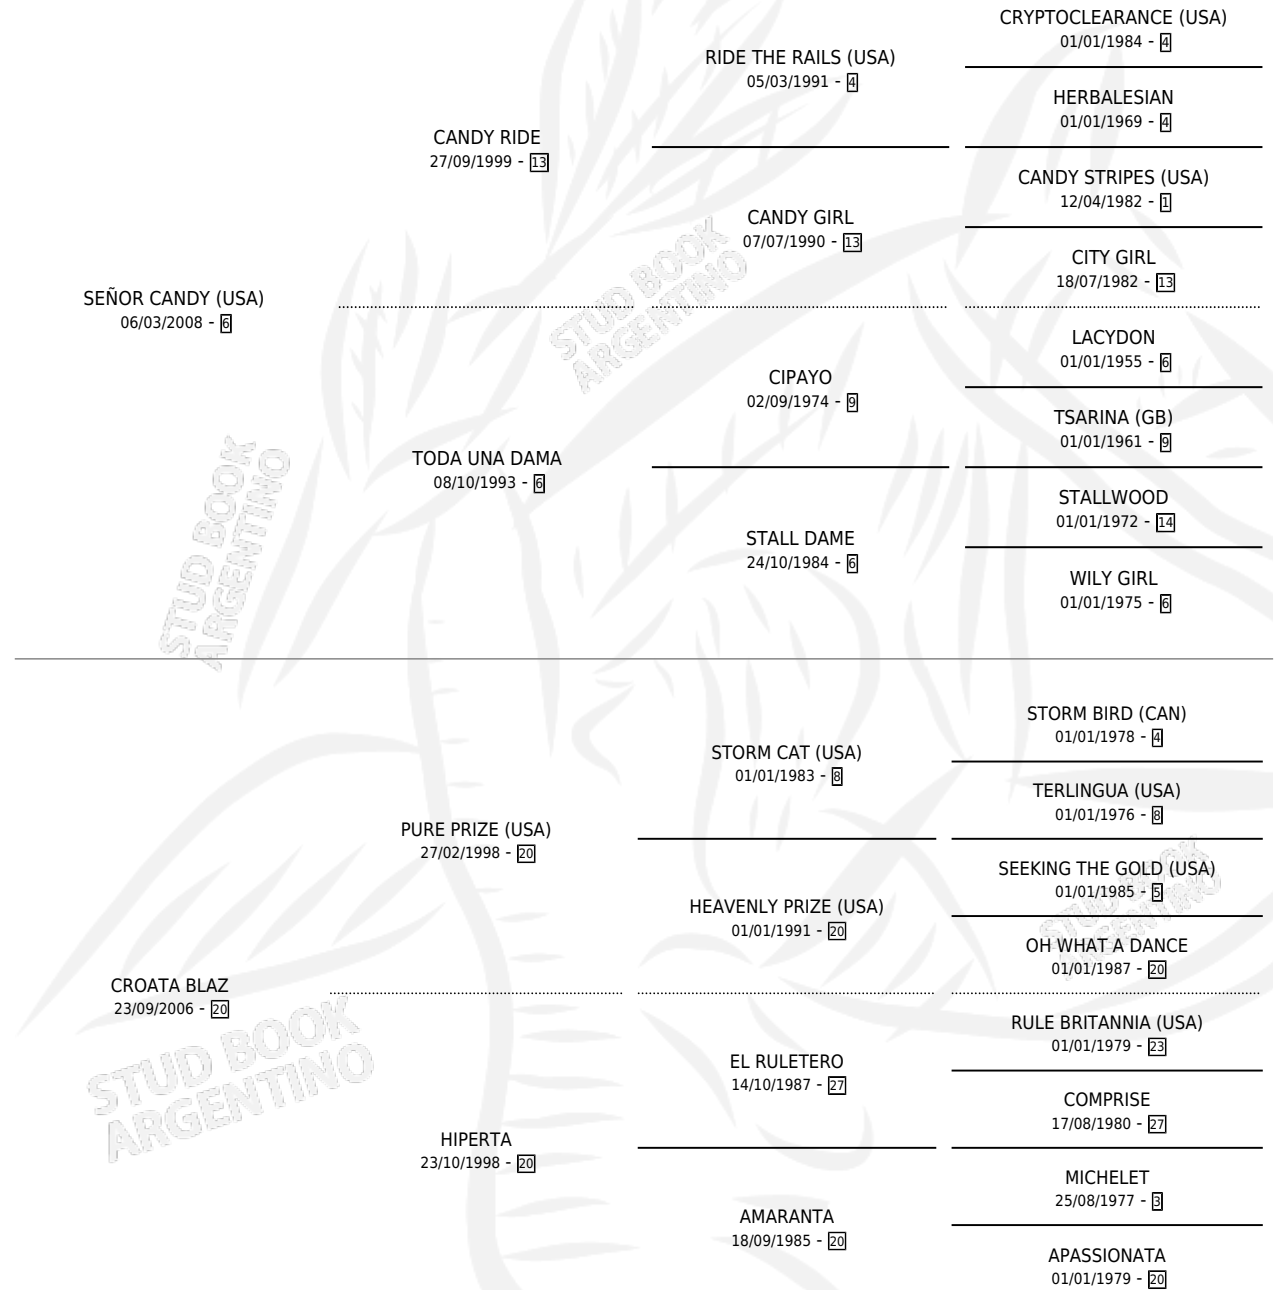 CRYPTOCLEARANCE (USA)
01/01/1984 - 4
RIDE THE RAILS (USA)
05/03/1991 - 4
HERBALESIAN
01/01/1969 - 4
CANDY RIDE
27/09/1999 - 13
CANDY STRIPES (USA)
12/04/1982 - 1
CANDY GIRL
07/07/1990 - 13
CITY GIRL
18/07/1982 - 13
SEÑOR CANDY (USA)
06/03/2008 - 6
LACYDON
01/01/1955 - 6
CIPAYO
02/09/1974 - 9
TSARINA (GB)
01/01/1961 - 9
TODA UNA DAMA
08/10/1993 - 6
STALLWOOD
01/01/1972 - 14
STALL DAME
24/10/1984 - 6
WILY GIRL
01/01/1975 - 6
STUD BOOK
ARGENTINO
STUD BOOK
ARGENTINO
STORM BIRD (CAN)
01/01/1978 - 4
STORM CAT (USA)
01/01/1983 - 8
TERLINGUA (USA)
01/01/1976 - 8
PURE PRIZE (USA)
27/02/1998 - 20
SEEKING THE GOLD (USA)
01/01/1985 - 5
HEAVENLY PRIZE (USA)
01/01/1991 - 20
OH WHAT A DANCE
01/01/1987 - 20
STUD BOOK
ARGENTINO
CROATA BLAZ
23/09/2006 - 20
RULE BRITANNIA (USA)
01/01/1979 - 23
EL RULETERO
14/10/1987 - 27
COMPRISE
17/08/1980 - 27
STUD BOOK
ARGENTINO
HIPERTA
23/10/1998 - 20
MICHELET
25/08/1977 - 3
AMARANTA
18/09/1985 - 20
APASSIONATA
01/01/1979 - 20